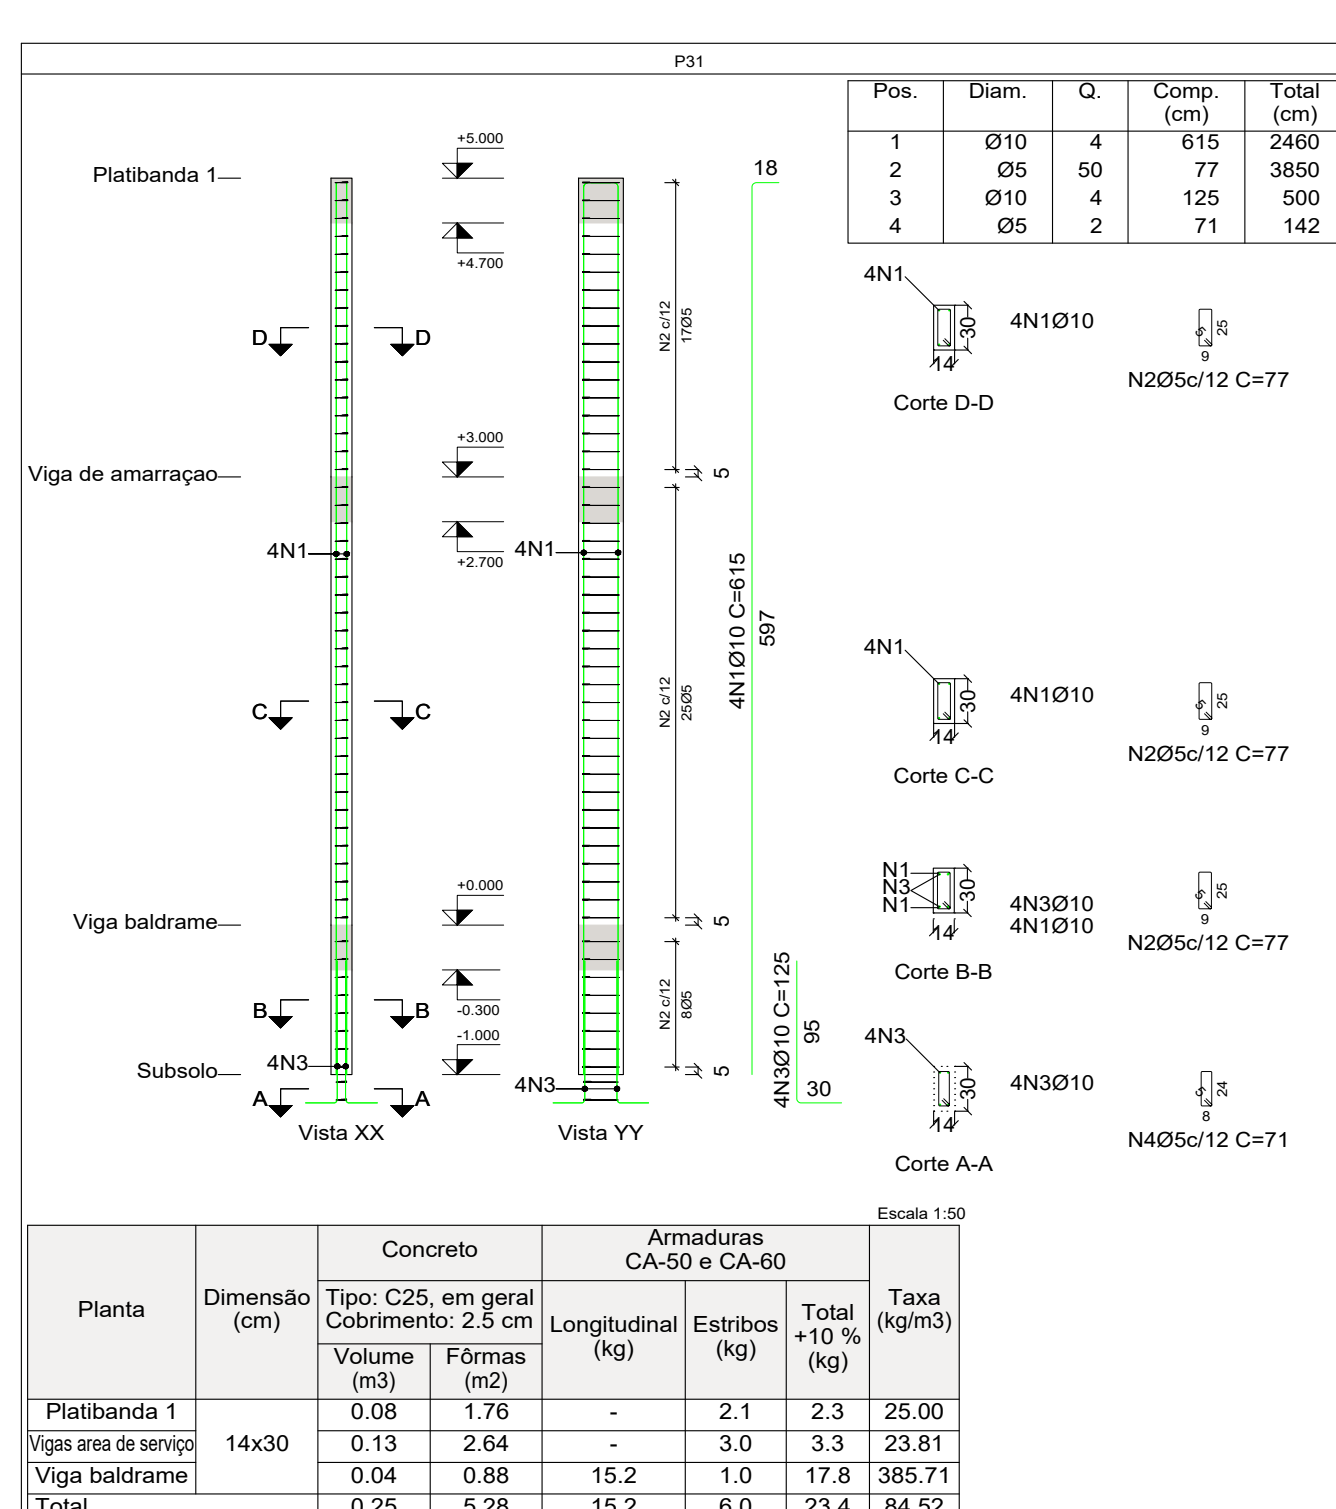 P31
Pos. Diam. Q. Comp. (cm) Total (cm)
1 Ø10 4 615 2460
2 Ø5 50 77 3850
3 Ø10 4 125 500
4 Ø5 2 71 142
Platibanda 1
+5.000
+4.700
18
D D
N2 c/12
17Ø5
4N1
30
14
4N1Ø10
Corte D-D
5
25
9
N2Ø5c/12 C=77
Viga de amarraçao
+3.000
5
+2.700
4N1
4N1
4N1Ø10 C=615
597
C C
N2 c/12
25Ø5
4N1
30
14
4N1Ø10
Corte C-C
5
25
9
N2Ø5c/12 C=77
Viga baldrame
+0.000
5
-0.300
B B
N2 c/12
8Ø5
N1
N3
N1
30
14
4N3Ø10
4N1Ø10
Corte B-B
5
25
9
N2Ø5c/12 C=77
Subsolo
-1.000
4N3
4N3
5
A A
4N3Ø10 C=125
95
30
4N3
30
14
4N3Ø10
Corte A-A
5
24
8
N4Ø5c/12 C=71
Vista XX
Vista YY
Escala 1:50
Planta
Dimensão (cm)
Concreto
Tipo: C25, em geral
Cobrimento: 2.5 cm
Volume (m3)
Fôrmas (m2)
Armaduras
CA-50 e CA-60
Longitudinal (kg)
Estribos (kg)
Total +10 % (kg)
Taxa (kg/m3)
Platibanda 1 0.08 1.76 - 2.1 2.3 25.00
Vigas area de serviço 14x30 0.13 2.64 - 3.0 3.3 23.81
Viga baldrame 0.04 0.88 15.2 1.0 17.8 385.71
Total 0.25 5.28 15.2 6.0 23.4 84.52